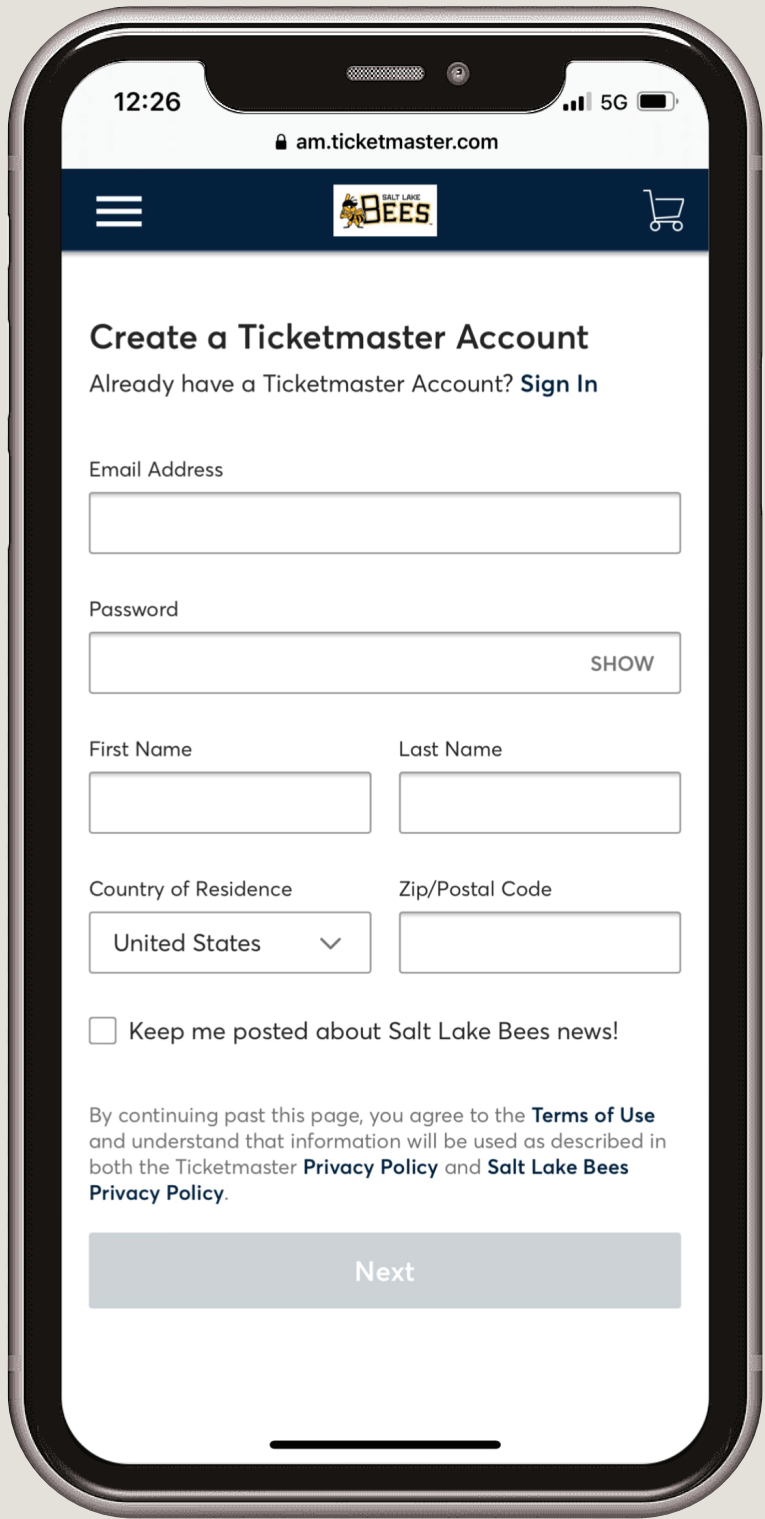 12:26
5G
am.ticketmaster.com
SALT LAKE
BEES
Create a Ticketmaster Account
Already have a Ticketmaster Account? Sign In
Email Address
Password
SHOW
First Name Last Name
Country of Residence Zip/Postal Code
United States
Keep me posted about Salt Lake Bees news!
By continuing past this page, you agree to the Terms of Use
and understand that information will be used as described in
both the Ticketmaster Privacy Policy and Salt Lake Bees
Privacy Policy.
Next